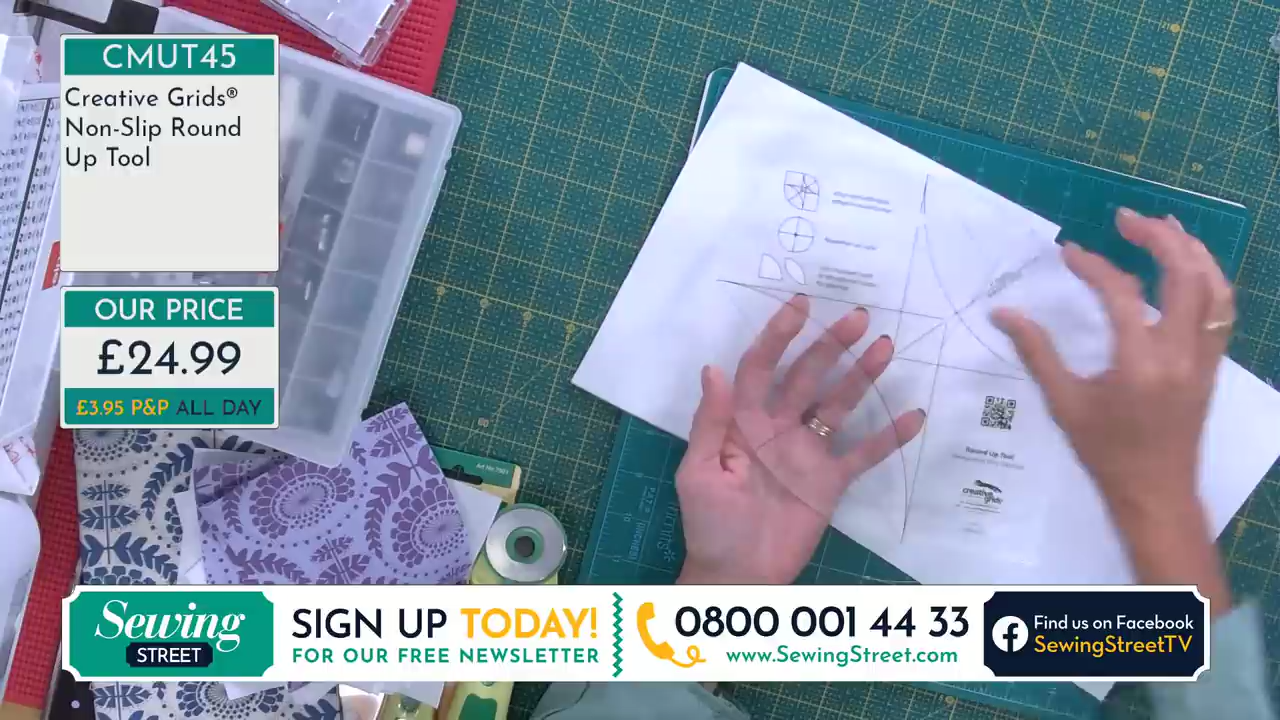 CMUT45
Creative Grids®
Non-Slip Round
Up Tool
OUR PRICE
£24.99
£3.95 P&P ALL DAY
Round Up Tool
creative
grids
Sewing
STREET
SIGN UP TODAY!
FOR OUR FREE NEWSLETTER
0800 001 44 33
www.SewingStreet.com
Find us on Facebook
SewingStreetTV